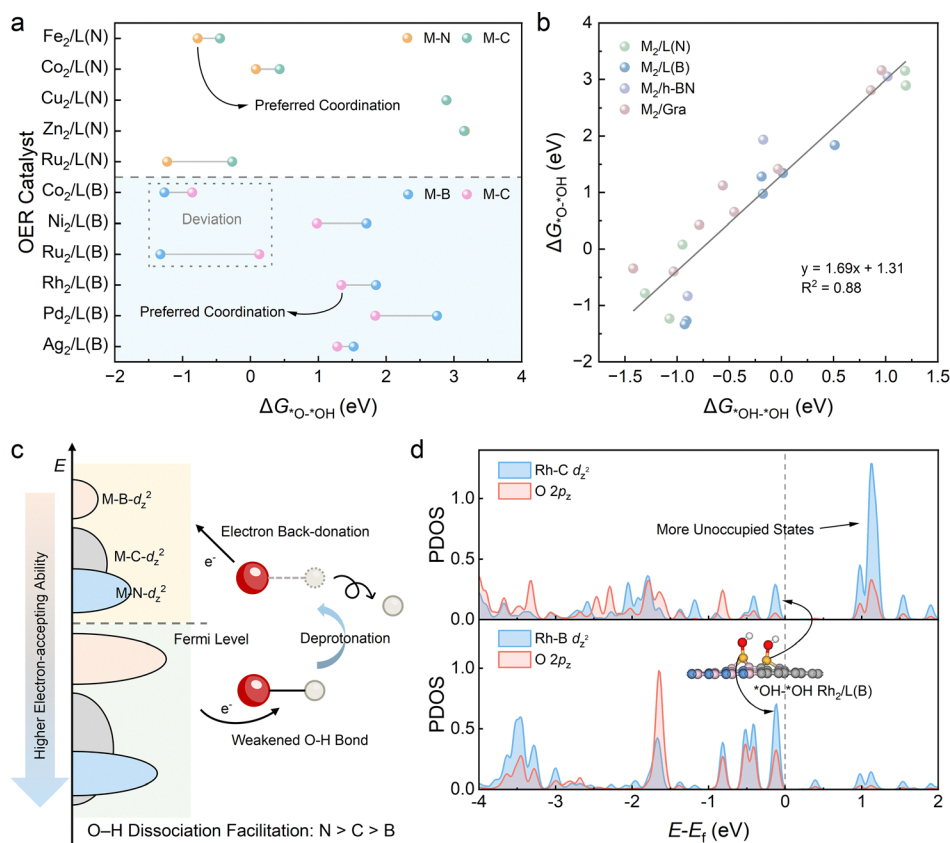 a
Fe₂/L(N)
Co₂/L(N)
Cu₂/L(N)
Zn₂/L(N)
Ru₂/L(N)
Co₂/L(B)
Ni₂/L(B)
Ru₂/L(B)
Rh₂/L(B)
Pd₂/L(B)
Ag₂/L(B)
OER Catalyst
M-N M-C
Preferred Coordination
M-B M-C
Deviation
Preferred Coordination
−2 −1 0 1 2 3 4
ΔG*O-*OH (eV)
b
M₂/L(N)
M₂/L(B)
M₂/h-BN
M₂/Gra
y = 1.69x + 1.31
R² = 0.88
4
3
2
1
0
−1
−2
ΔG*O-*OH (eV)
−1.5 −1.0 −0.5 0.0 0.5 1.0 1.5
ΔG*OH-*OH (eV)
c
E
Higher Electron-accepting Ability
M-B-dz²
M-C-dz²
M-N-dz²
Electron Back-donation
e⁻
Fermi Level
Deprotonation
e⁻
Weakened O-H Bond
O–H Dissociation Facilitation: N > C > B
d
Rh-C dz²
O 2pz
More Unoccupied States
1.0
0.5
0.0
PDOS
Rh-B dz²
O 2pz
*OH-*OH Rh₂/L(B)
1.0
0.5
0.0
PDOS
-4 -3 -2 -1 0 1 2
E-Ef (eV)